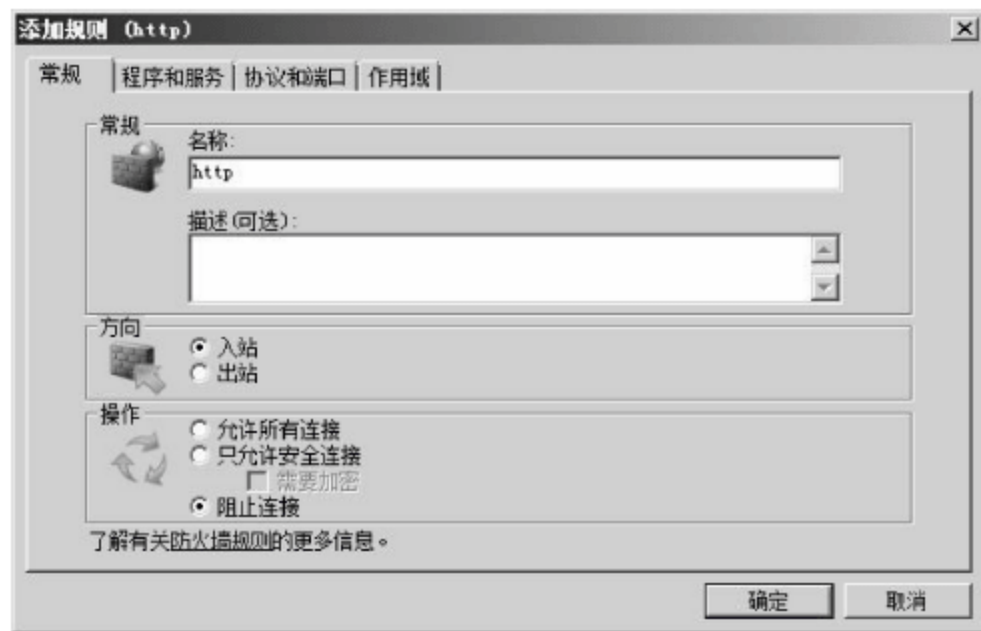 添加规则 (http)
常规 程序和服务 协议和端口 作用域
常规
名称:
http
描述(可选):
方向
入站
出站
操作
允许所有连接
只允许安全连接
需要加密
阻止连接
了解有关防火墙规则的更多信息。
确定 取消